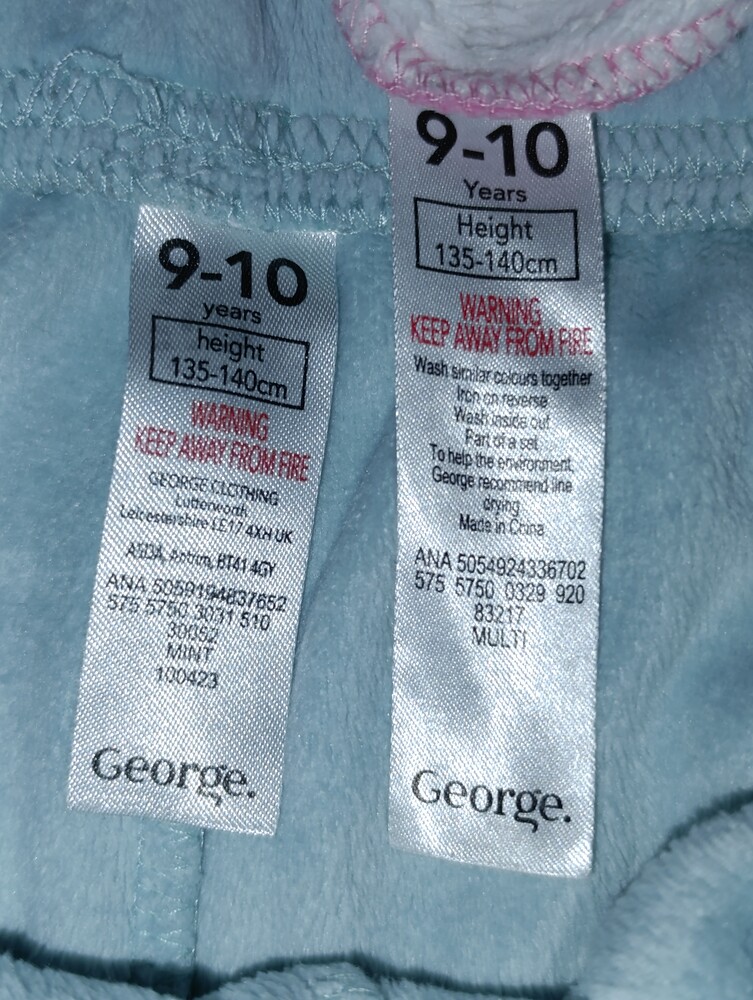 9-10
years
height
135-140cm
WARNING
KEEP AWAY FROM FIRE
GEORGE CLOTHING
Lutterworth
Leicestershire LE17 4XH UK
ASDA, Antrim, BT41 4GY
ANA 5059194837652
575 5750 3031 510
30052
MINT
100423
George.
9-10
Years
Height
135-140cm
WARNING
KEEP AWAY FROM FIRE
Wash similar colours together
Iron on reverse
Wash inside out
Part of a set
To help the environment,
George recommend line
drying
Made in China
ANA 5054924336702
575 5750 0329 920
83217
MULTI
George.